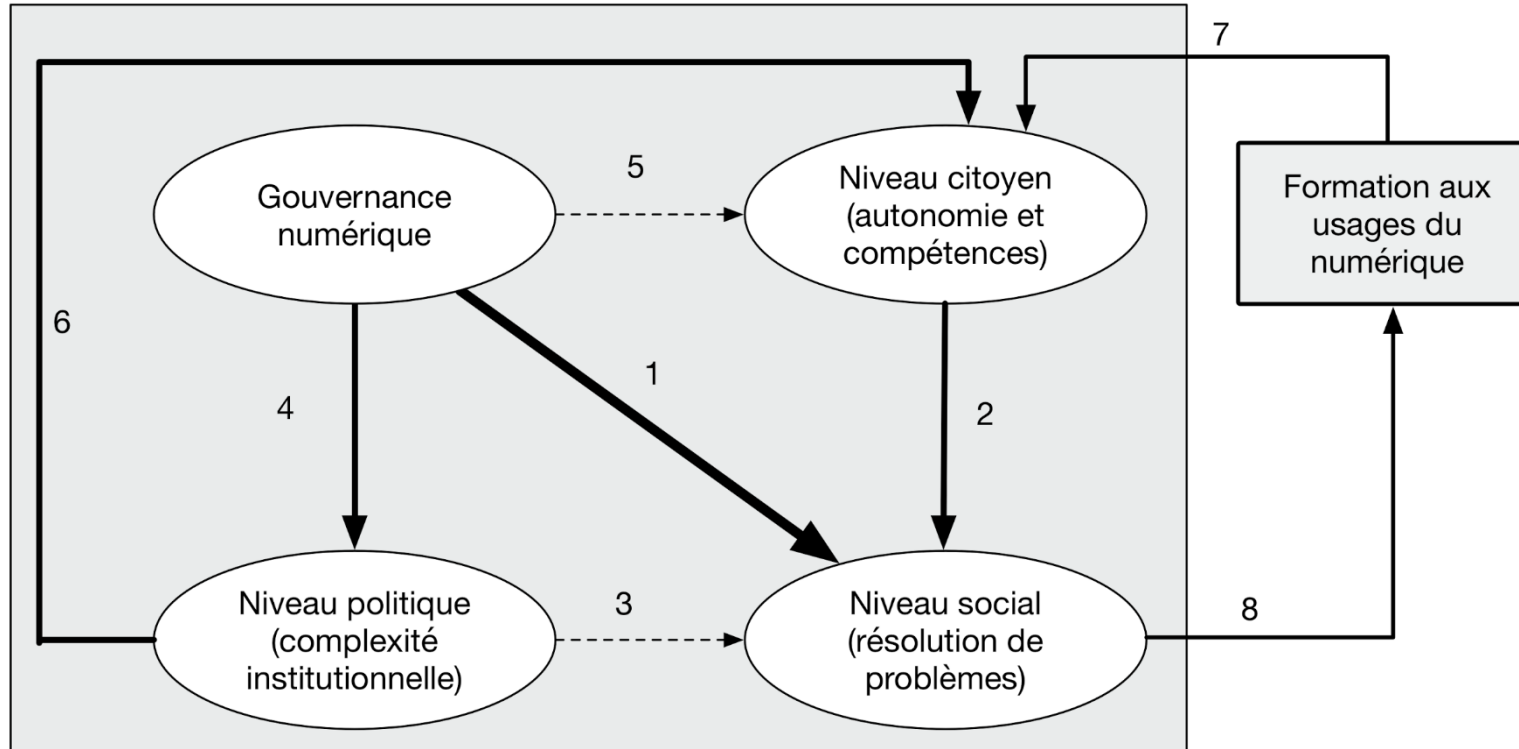 7
5
Gouvernance
numérique
Niveau citoyen
(autonomie et
compétences)
Formation aux
usages du
numérique
6
4
1
2
Niveau politique
(complexité
institutionnelle)
3
Niveau social
(résolution de
problèmes)
8